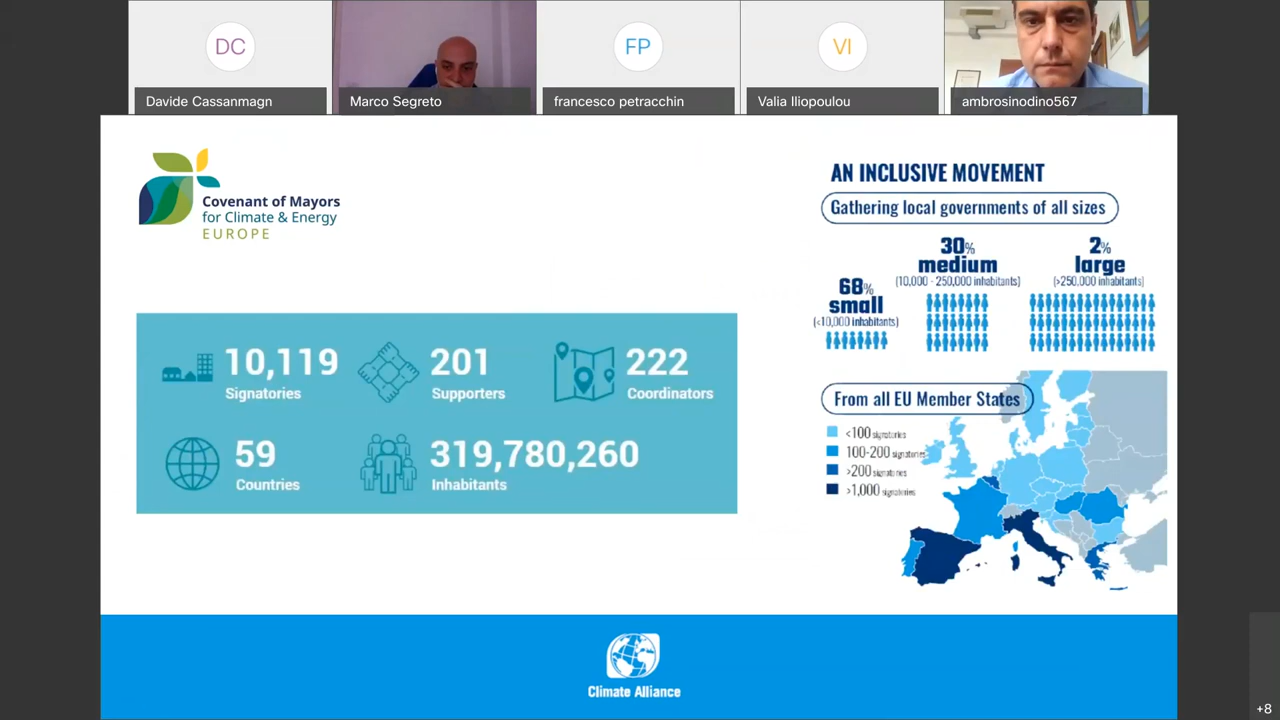 DC
FP
VI
Davide Cassanmagn
Marco Segreto
francesco petracchin
Valia Iliopoulou
ambrosinodino567
Covenant of Mayors
for Climate & Energy
EUROPE
10,119
Signatories
201
Supporters
222
Coordinators
59
Countries
319,780,260
Inhabitants
AN INCLUSIVE MOVEMENT
Gathering local governments of all sizes
68%
small
(<10,000 inhabitants)
30%
medium
(10,000 - 250,000 inhabitants)
2%
large
(>250,000 inhabitants)
From all EU Member States
<100 signatories
100-200 signatories
>200 signatories
>1,000 signatories
Climate Alliance
+8